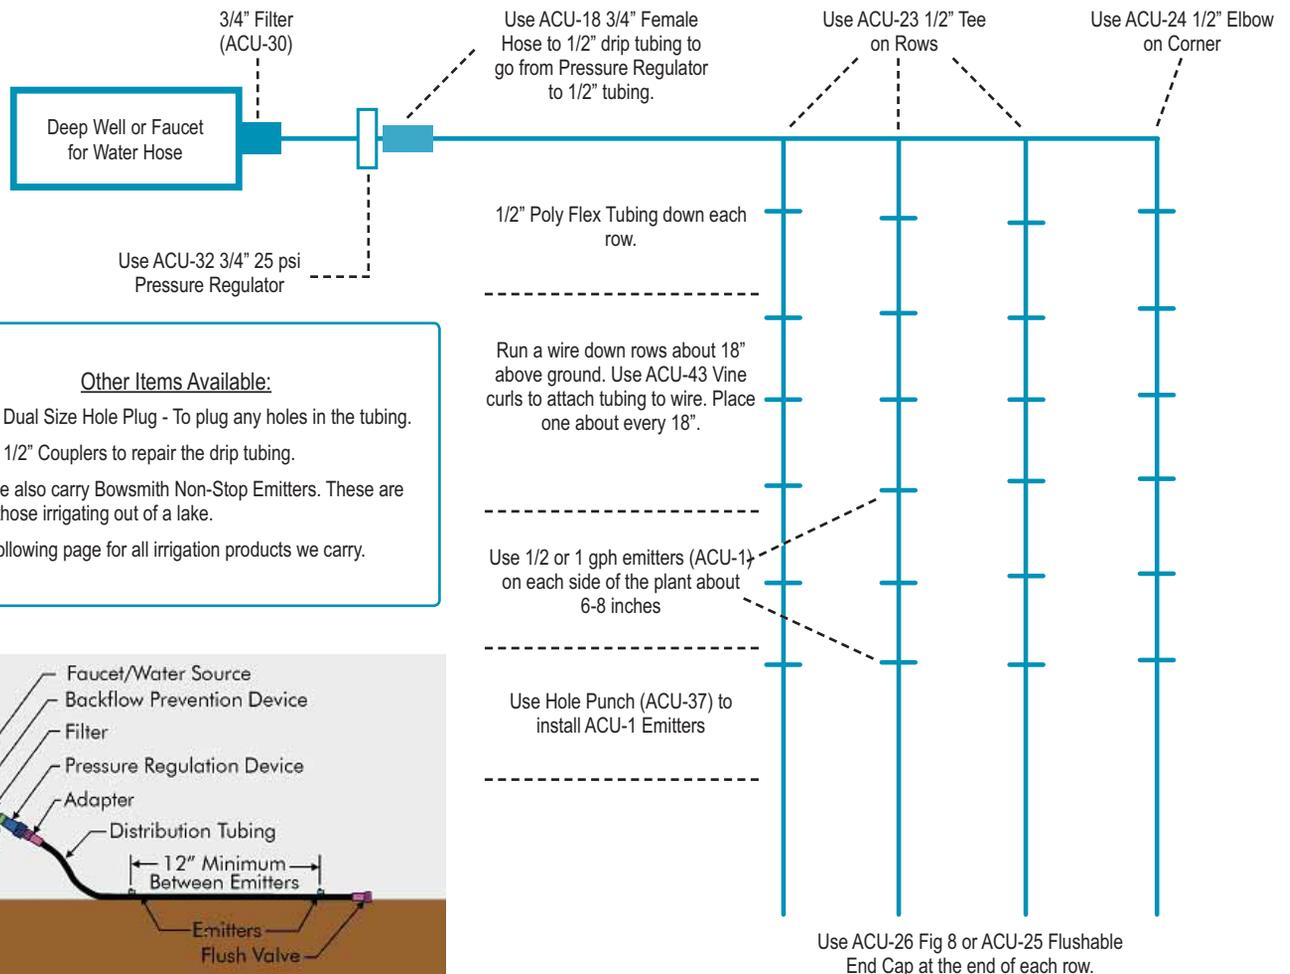 3/4” Filter
(ACU-30)
Use ACU-18 3/4” Female
Hose to 1/2” drip tubing to
go from Pressure Regulator
to 1/2” tubing.
Use ACU-23 1/2” Tee
on Rows
Use ACU-24 1/2” Elbow
on Corner
Deep Well or Faucet
for Water Hose
Use ACU-32 3/4” 25 psi
Pressure Regulator
1/2” Poly Flex Tubing down each
row.
Run a wire down rows about 18”
above ground. Use ACU-43 Vine
curls to attach tubing to wire. Place
one about every 18”.
Use 1/2 or 1 gph emitters (ACU-1)
on each side of the plant about
6-8 inches
Use Hole Punch (ACU-37) to
install ACU-1 Emitters
Other Items Available:
Dual Size Hole Plug - To plug any holes in the tubing.
1/2” Couplers to repair the drip tubing.
e also carry Bowsmith Non-Stop Emitters. These are
those irrigating out of a lake.
ollowing page for all irrigation products we carry.
Faucet/Water Source
Backflow Prevention Device
Filter
Pressure Regulation Device
Adapter
Distribution Tubing
12” Minimum
Between Emitters
Emitters
Flush Valve
Use ACU-26 Fig 8 or ACU-25 Flushable
End Cap at the end of each row.